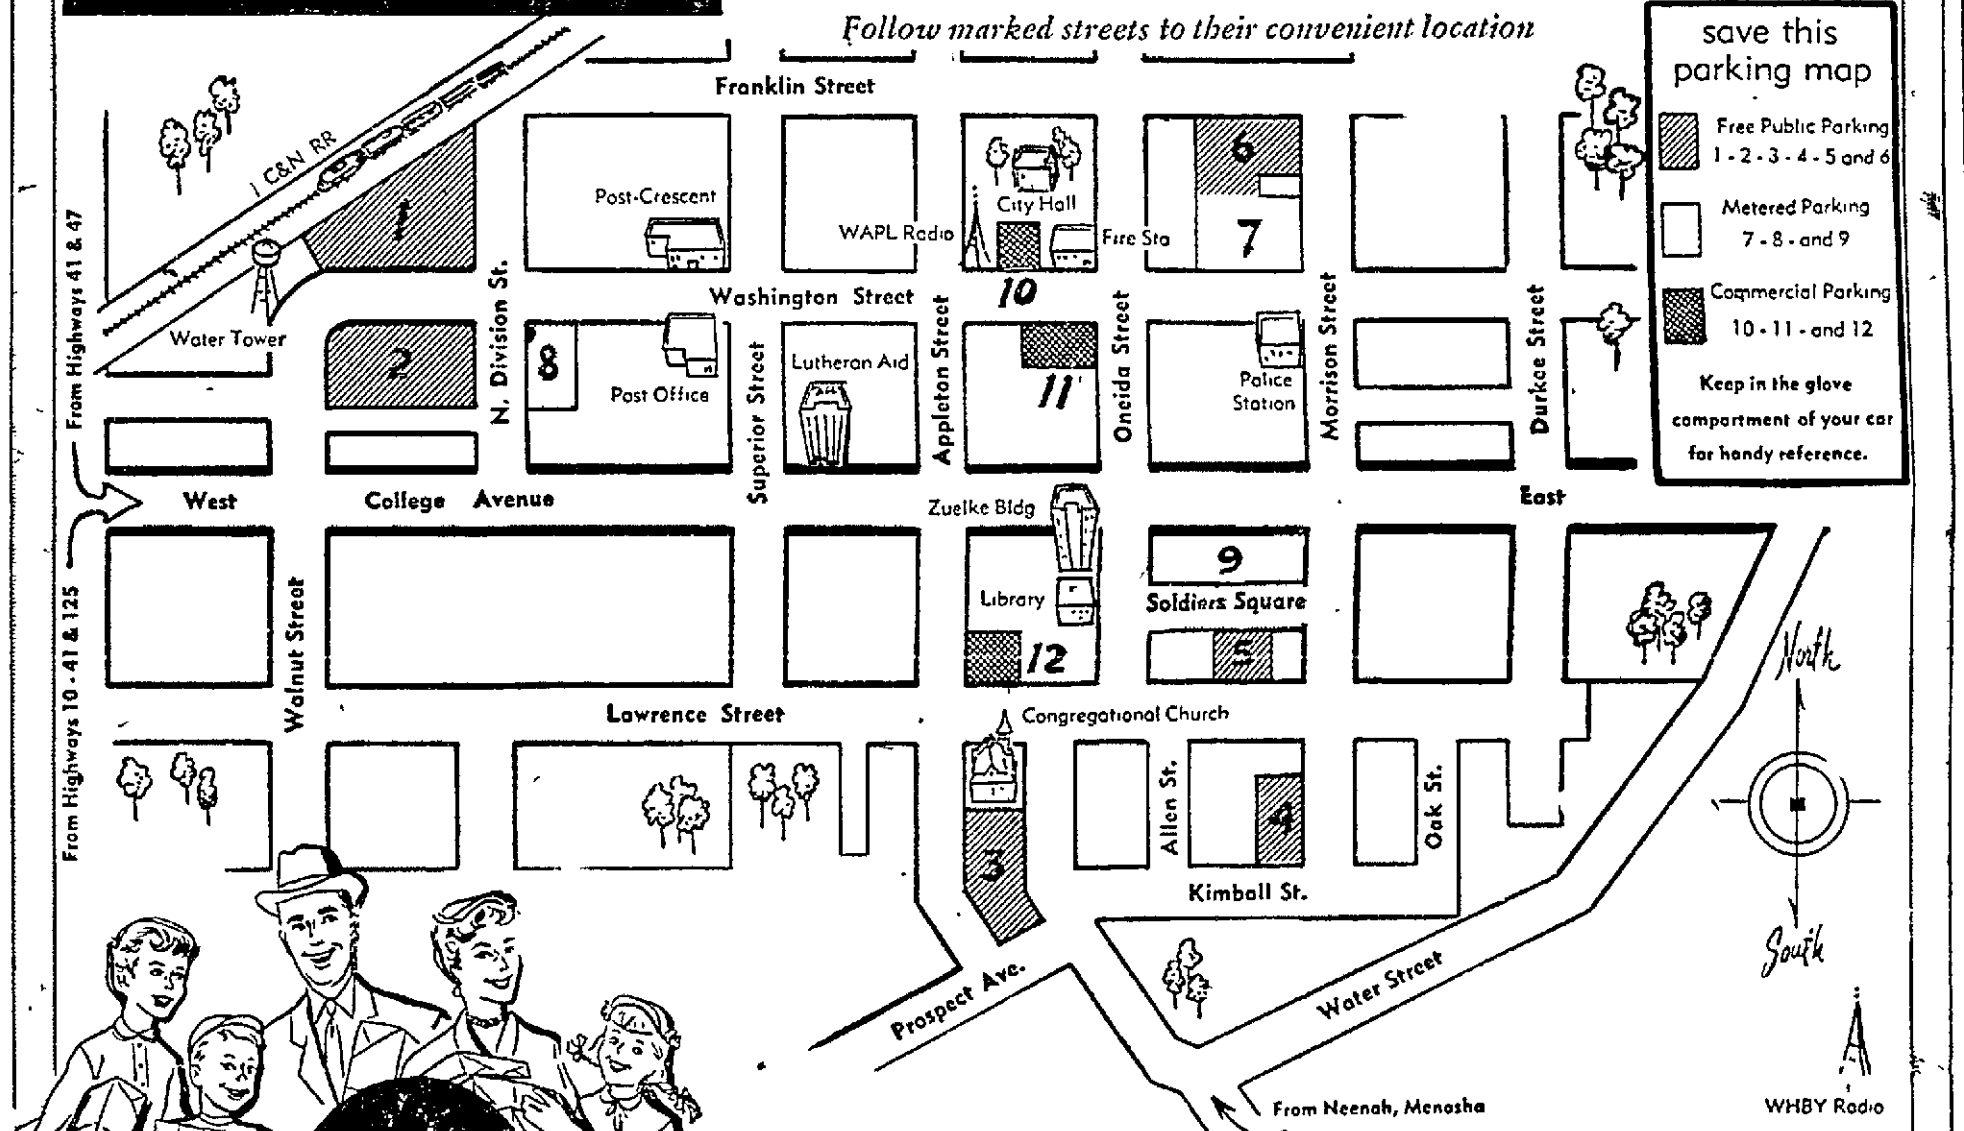 Follow marked streets to their convenient location
save this
parking map
Free Public Parking
1 - 2 - 3 - 4 - 5 and 6
Metered Parking
7 - 8 - and 9
Commercial Parking
10 - 11 - and 12
Keep in the glove
compartment of your car
for handy reference.
Franklin Street
C&N RR
1
Post-Crescent
City Hall
WAPL Radio
Fire Sta
6
7
10
Washington Street
Water Tower
2
N. Division St.
8
Post Office
Superior Street
Lutheran Aid
Appleton Street
11
Oneida Street
Police
Station
Morrison Street
Durkee Street
From Highways 41 & 47
West
College Avenue
East
Zuelke Bldg
9
Soldiers Square
Library
12
5
From Highways 10 - 41 & 125
Walnut Street
Lawrence Street
Congregational Church
3
Allen St.
4
Oak St.
Kimball St.
Prospect Ave.
Water Street
North
South
From Neenah, Menasha
WHBY Radio